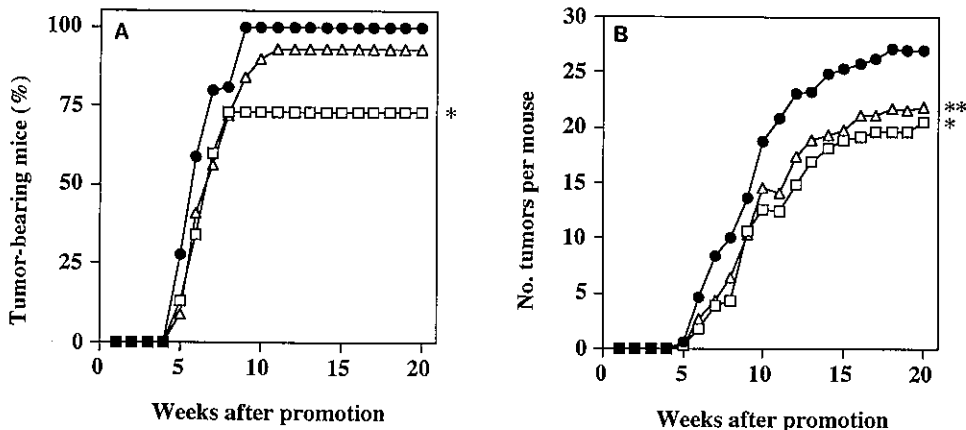 A
Tumor-bearing mice (%)
100
75
50
25
0
*
0 5 10 15 20
Weeks after promotion
B
No. tumors per mouse
30
25
20
15
10
5
0
**
*
0 5 10 15 20
Weeks after promotion